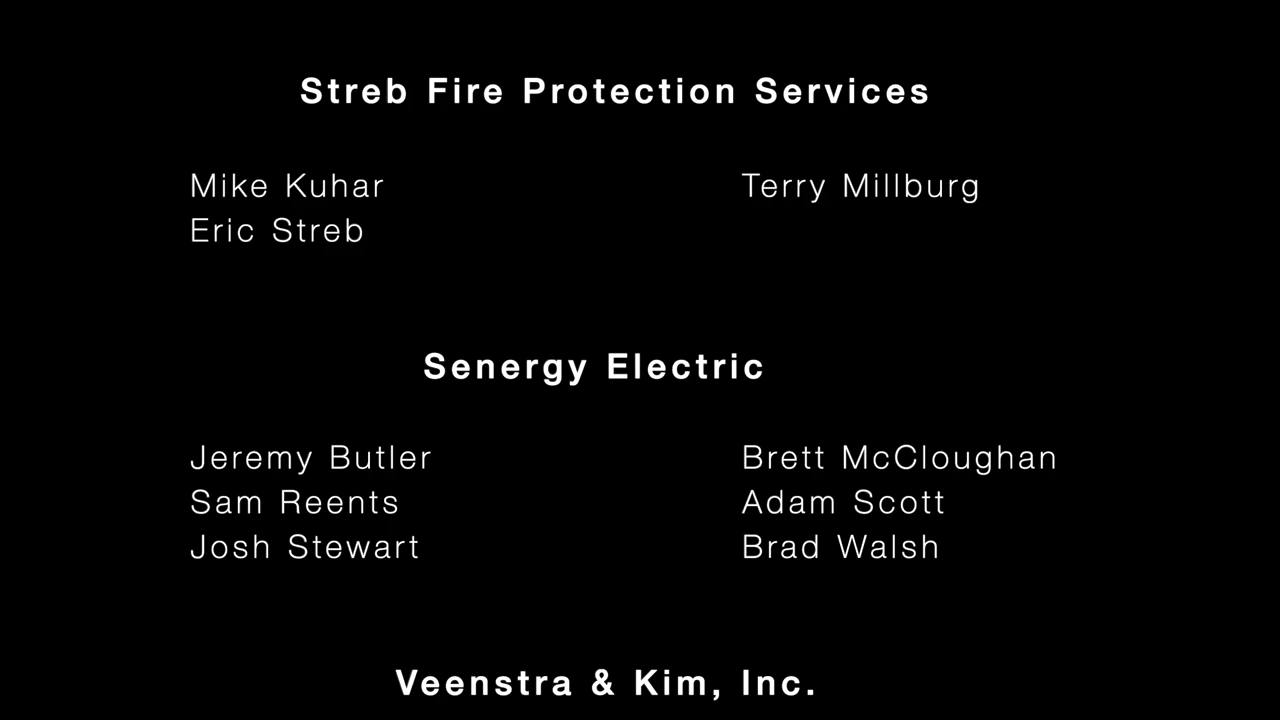 Streb Fire Protection Services
Mike Kuhar Terry Millburg
Eric Streb
Senergy Electric
Jeremy Butler Brett McCloughan
Sam Reents Adam Scott
Josh Stewart Brad Walsh
Veenstra & Kim, Inc.